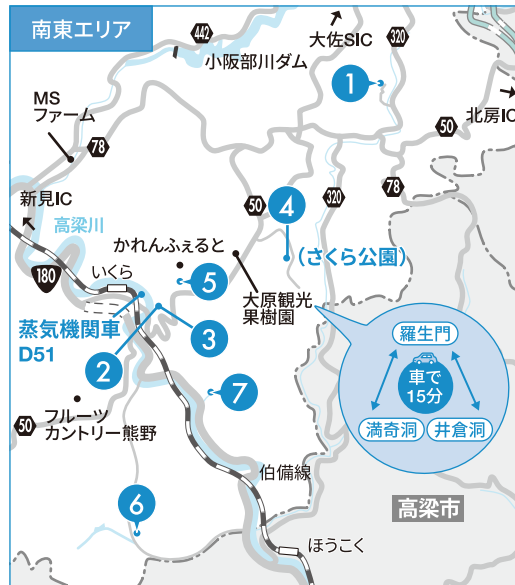 南東エリア
442
大佐SIC
320
小阪部川ダム
1
MS
ファーム
50
北房IC
78
78
新見IC
50
4
320
高梁川
(さくら公園)
かれんふぇると
180
いくら
5
大原観光
果樹園
蒸気機関車
D51
3
2
羅生門
車で
15分
満奇洞
井倉洞
7
50
フルーツ
カントリー熊野
伯備線
6
高梁市
ほうこく